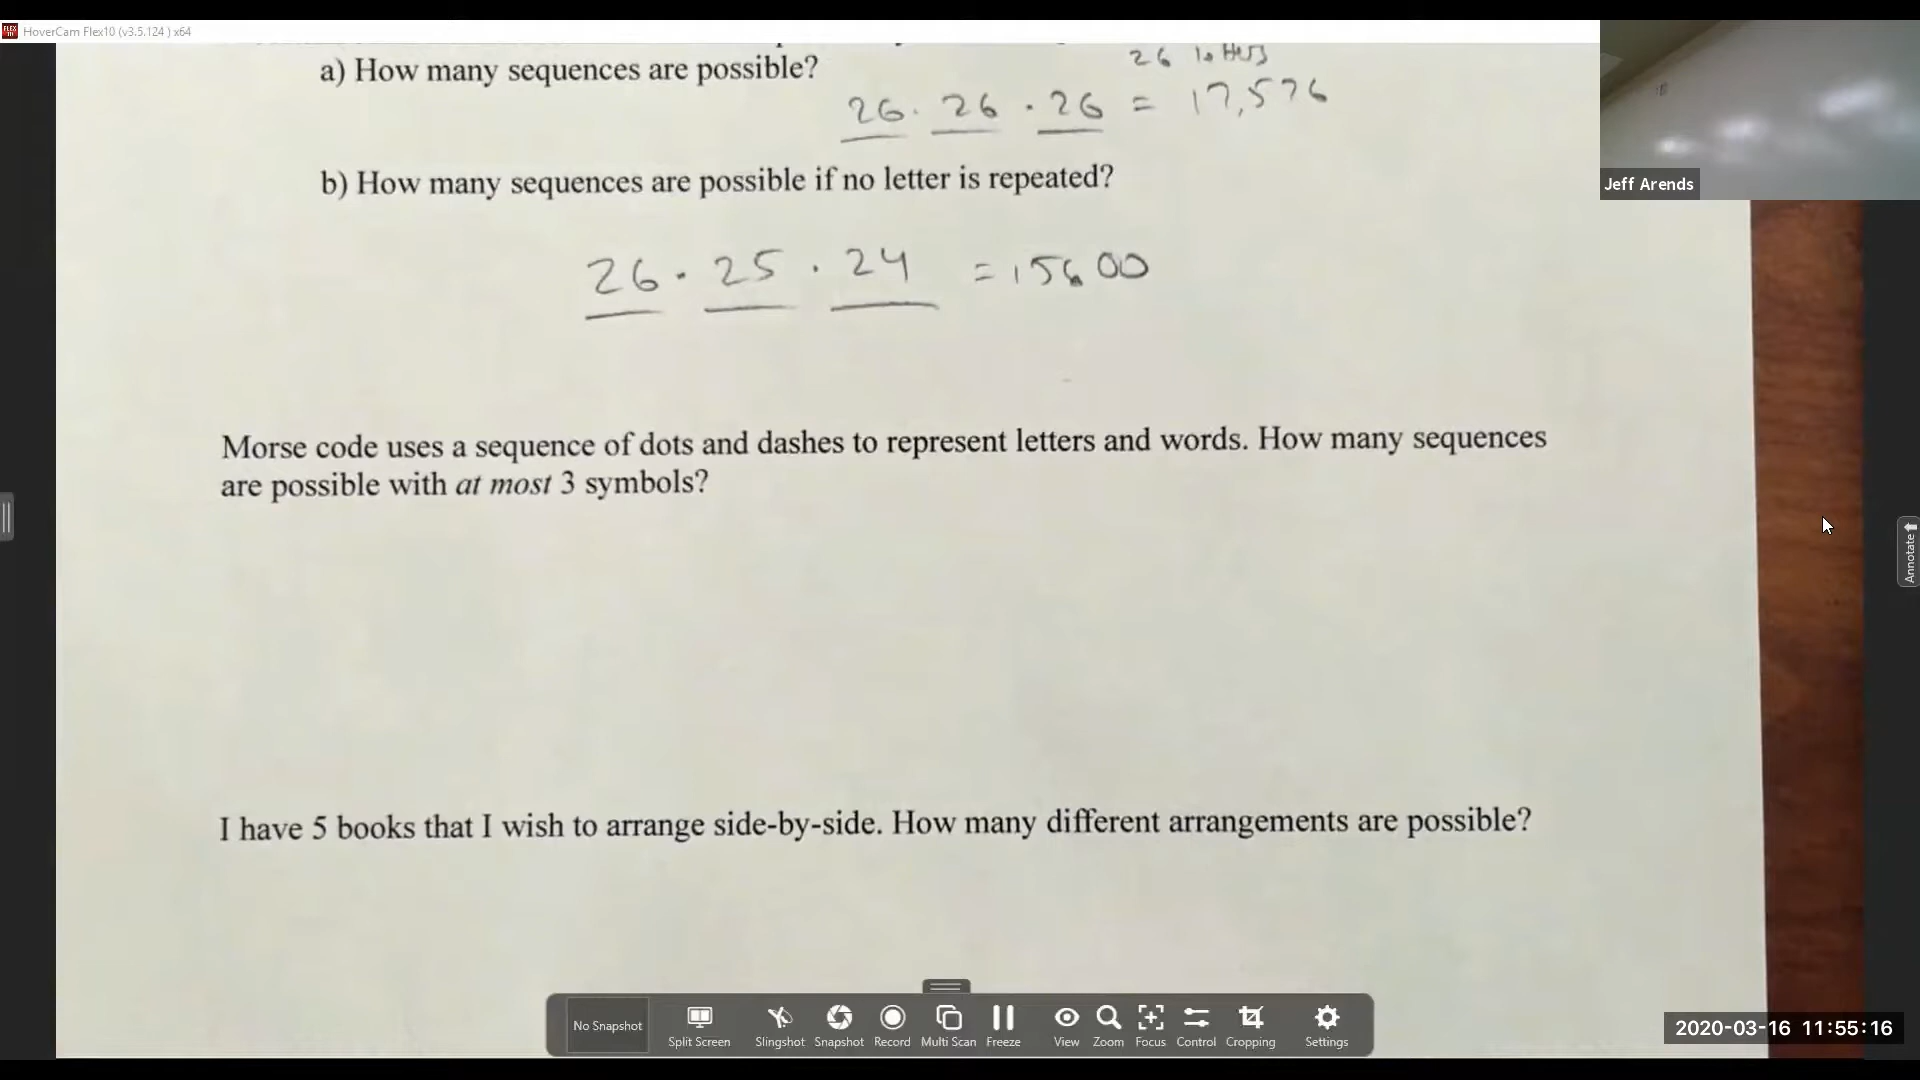 HoverCam Flex10 (v3.5.124 ) x64
26
a) How many sequences are possible?
26 · 26 · 26 = 17,576
Jeff Arends
b) How many sequences are possible if no letter is repeated?
26 · 25 · 24 = 15600
Morse code uses a sequence of dots and dashes to represent letters and words. How many sequences
are possible with at most 3 symbols?
Annotate
I have 5 books that I wish to arrange side-by-side. How many different arrangements are possible?
No Snapshot
Split Screen
Slingshot
Snapshot
Record
Multi Scan
Freeze
View
Zoom
Focus
Control
Cropping
Settings
2020-03-16 11:55:16